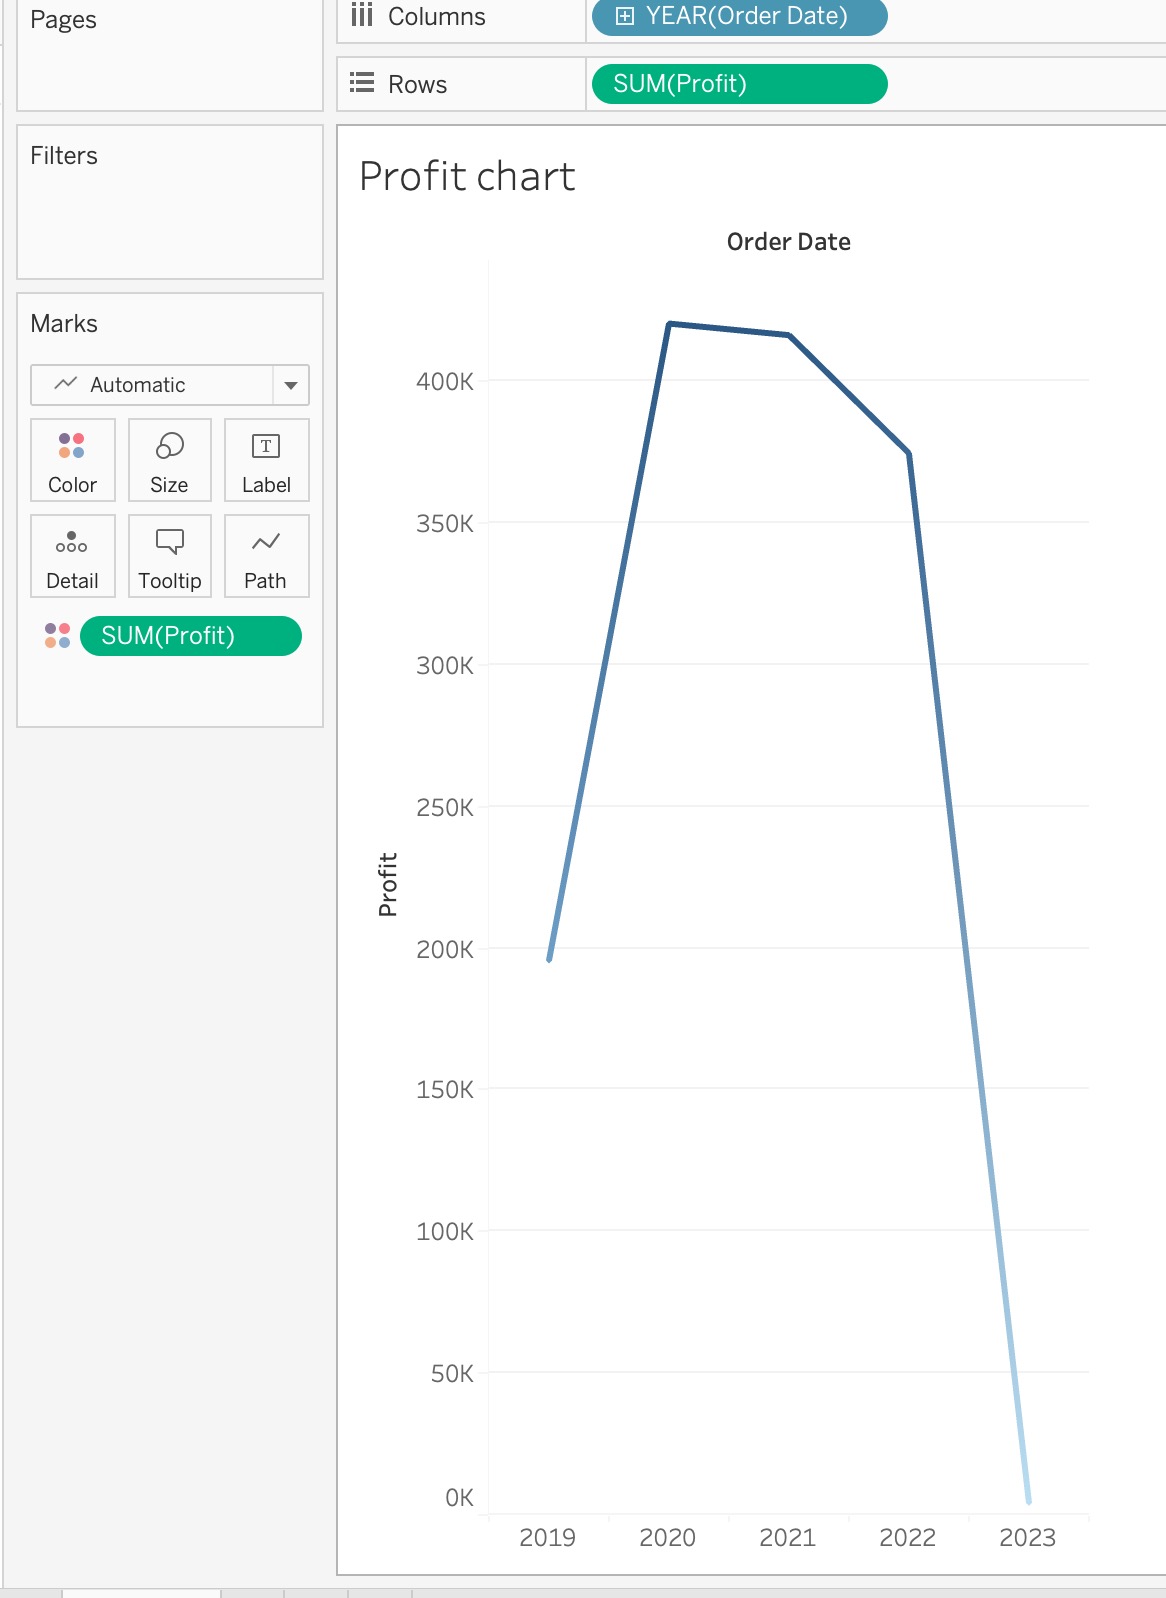 Pages
Columns
YEAR(Order Date)
Rows
SUM(Profit)
Filters
Marks
Automatic
Color
Size
T
Label
Detail
Tooltip
Path
SUM(Profit)
Profit chart
Order Date
Profit
400K
350K
300K
250K
200K
150K
100K
50K
0K
2019 2020 2021 2022 2023